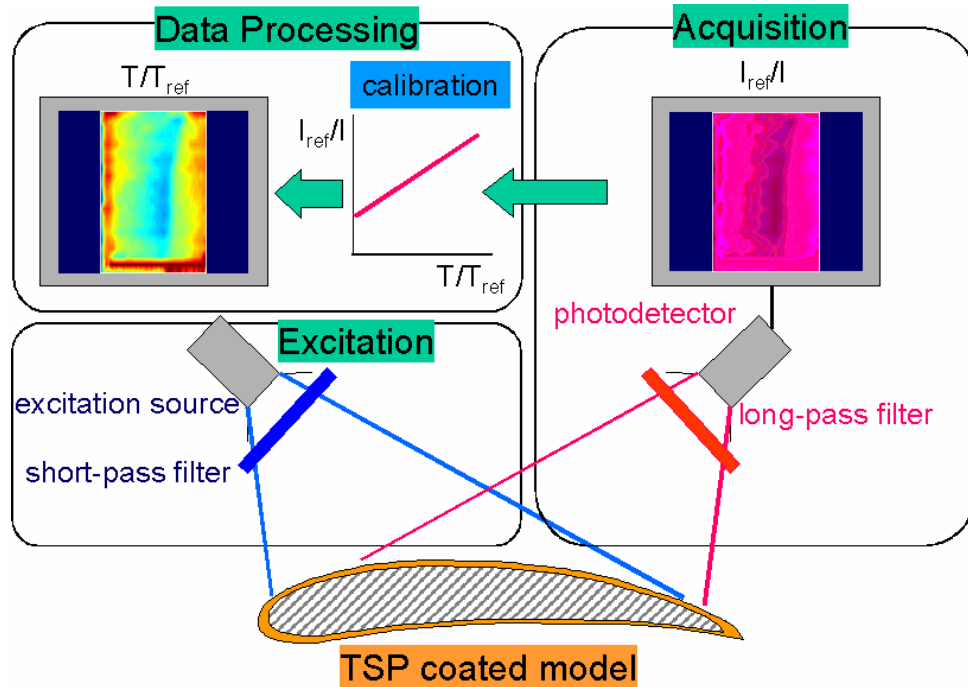 Data Processing
T/Tref
calibration
Iref/I
T/Tref
Acquisition
Iref/I
photodetector
long-pass filter
Excitation
excitation source
short-pass filter
TSP coated model